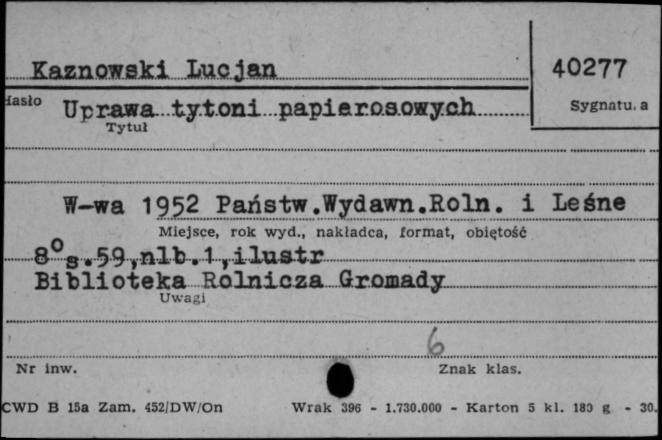 Kaznowski Lucjan
40277
Hasło
Uprawa tytoni papierosowych
Sygnatu.a
Tytuł
W-wa 1952 Państw.Wydawn.Roln. i Leśne
Miejsce, rok wyd., nakładca, format, objętość
8° s.59,nlb.1,ilustr
Biblioteka Rolnicza Gromady
Uwagi
6
Nr inw.
Znak klas.
CWD B 15a Zam. 452/DW/On
Wrak 396 - 1.730.000 - Karton 5 kl. 180 g - 30.